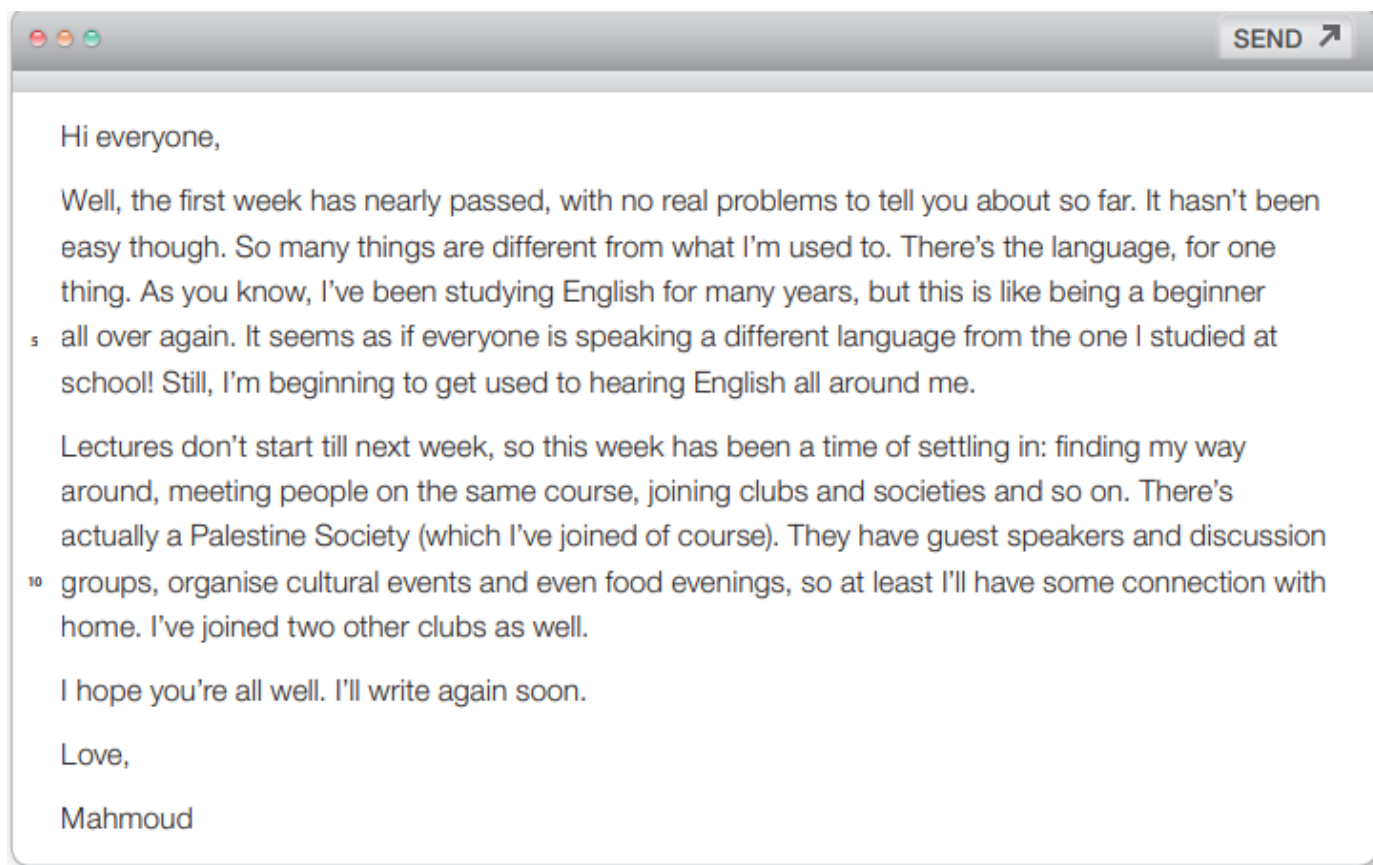 SEND
Hi everyone,
Well, the first week has nearly passed, with no real problems to tell you about so far. It hasn't been
easy though. So many things are different from what I'm used to. There's the language, for one
thing. As you know, I've been studying English for many years, but this is like being a beginner
5 all over again. It seems as if everyone is speaking a different language from the one I studied at
school! Still, I'm beginning to get used to hearing English all around me.
Lectures don't start till next week, so this week has been a time of settling in: finding my way
around, meeting people on the same course, joining clubs and societies and so on. There's
actually a Palestine Society (which I've joined of course). They have guest speakers and discussion
10 groups, organise cultural events and even food evenings, so at least I'll have some connection with
home. I've joined two other clubs as well.
I hope you're all well. I'll write again soon.
Love,
Mahmoud